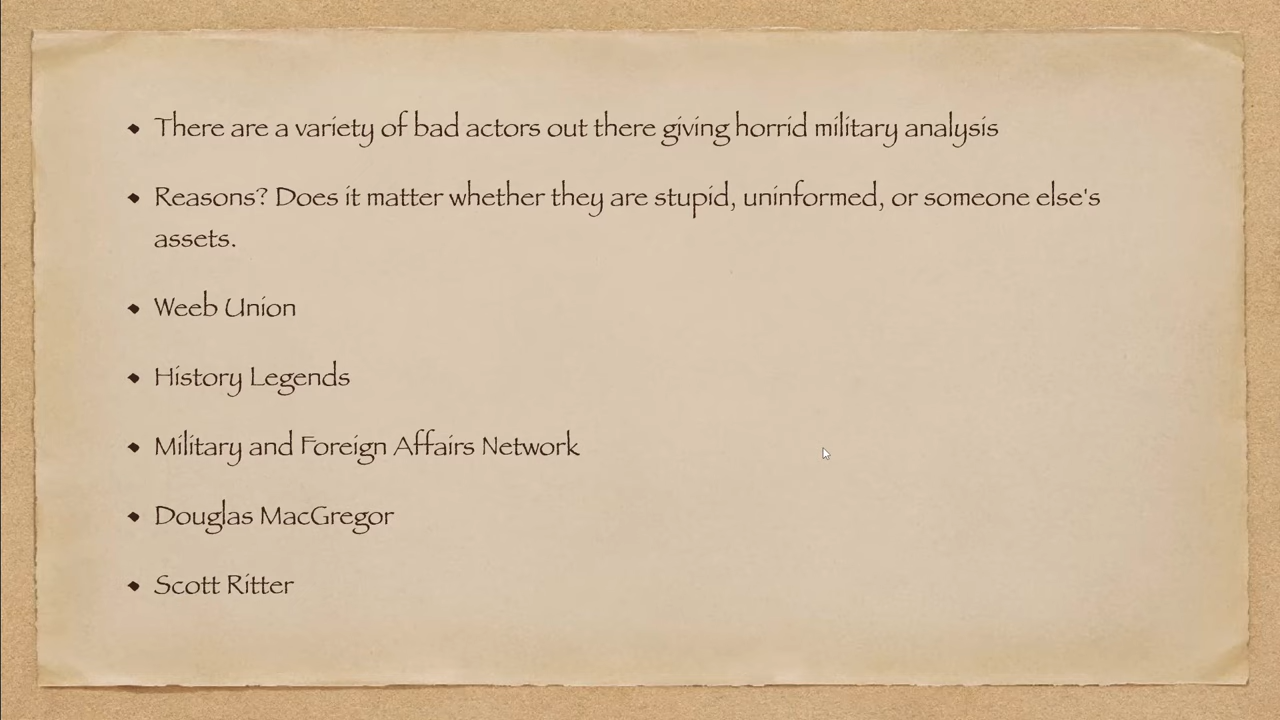 There are a variety of bad actors out there giving horrid military analysis
Reasons? Does it matter whether they are stupid, uninformed, or someone else's
assets.
Weeb Union
History Legends
Military and Foreign Affairs Network
Douglas MacGregor
Scott Ritter